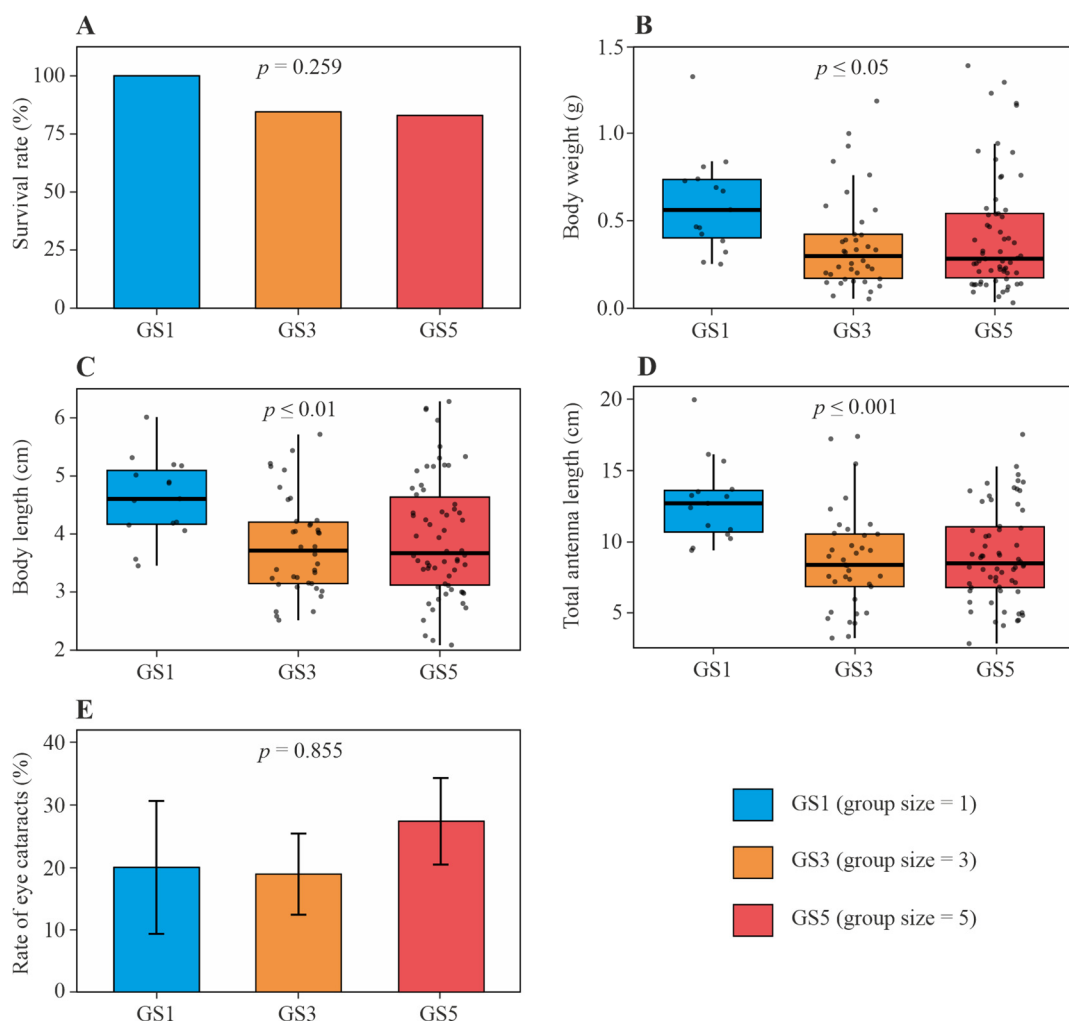 A
p = 0.259
Survival rate (%)
100
75
50
25
0
GS1 GS3 GS5
B
p ≤ 0.05
Body weight (g)
1.5
1.0
0.5
0.0
GS1 GS3 GS5
C
p ≤ 0.01
Body length (cm)
6
5
4
3
2
GS1 GS3 GS5
D
p ≤ 0.001
Total antenna length (cm)
20
15
10
5
GS1 GS3 GS5
E
p = 0.855
Rate of eye cataracts (%)
40
30
20
10
0
GS1 GS3 GS5
GS1 (group size = 1)
GS3 (group size = 3)
GS5 (group size = 5)